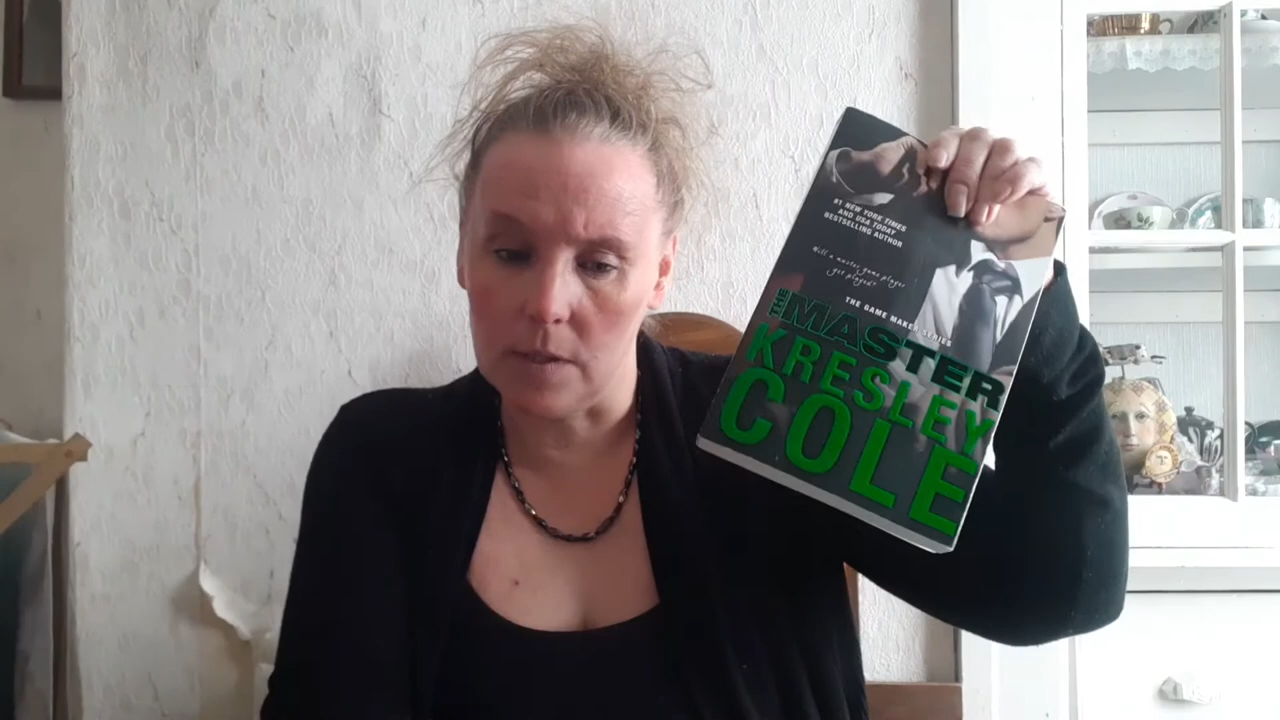 #1 NEW YORK TIMES
AND USA TODAY
BESTSELLING AUTHOR
Will a master game player
get played?
THE GAME MAKER SERIES
THE MASTER
KRESLEY
COLE